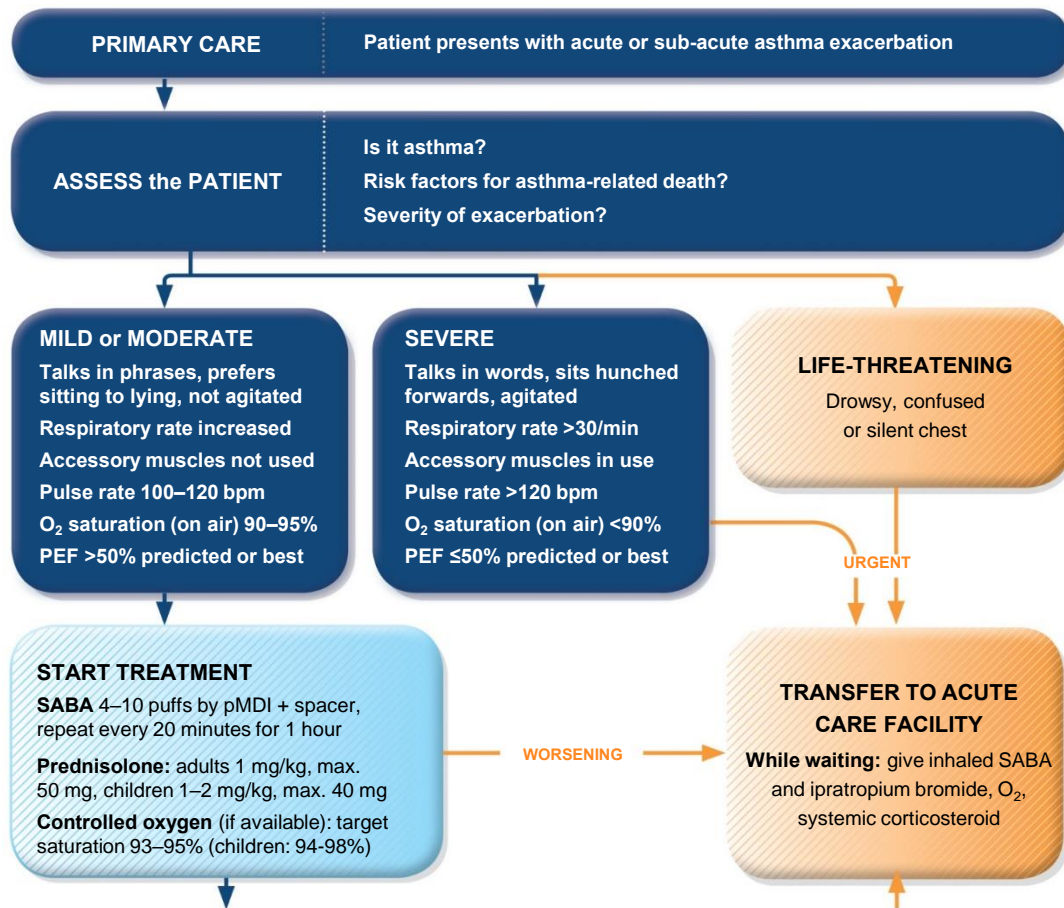 PRIMARY CARE
Patient presents with acute or sub-acute asthma exacerbation
ASSESS the PATIENT
Is it asthma?
Risk factors for asthma-related death?
Severity of exacerbation?
MILD or MODERATE
Talks in phrases, prefers
sitting to lying, not agitated
Respiratory rate increased
Accessory muscles not used
Pulse rate 100–120 bpm
O₂ saturation (on air) 90–95%
PEF >50% predicted or best
SEVERE
Talks in words, sits hunched
forwards, agitated
Respiratory rate >30/min
Accessory muscles in use
Pulse rate >120 bpm
O₂ saturation (on air) <90%
PEF ≤50% predicted or best
LIFE-THREATENING
Drowsy, confused
or silent chest
URGENT
START TREATMENT
SABA 4–10 puffs by pMDI + spacer,
repeat every 20 minutes for 1 hour
Prednisolone: adults 1 mg/kg, max.
50 mg, children 1–2 mg/kg, max. 40 mg
Controlled oxygen (if available): target
saturation 93–95% (children: 94-98%)
WORSENING
TRANSFER TO ACUTE
CARE FACILITY
While waiting: give inhaled SABA
and ipratropium bromide, O₂,
systemic corticosteroid